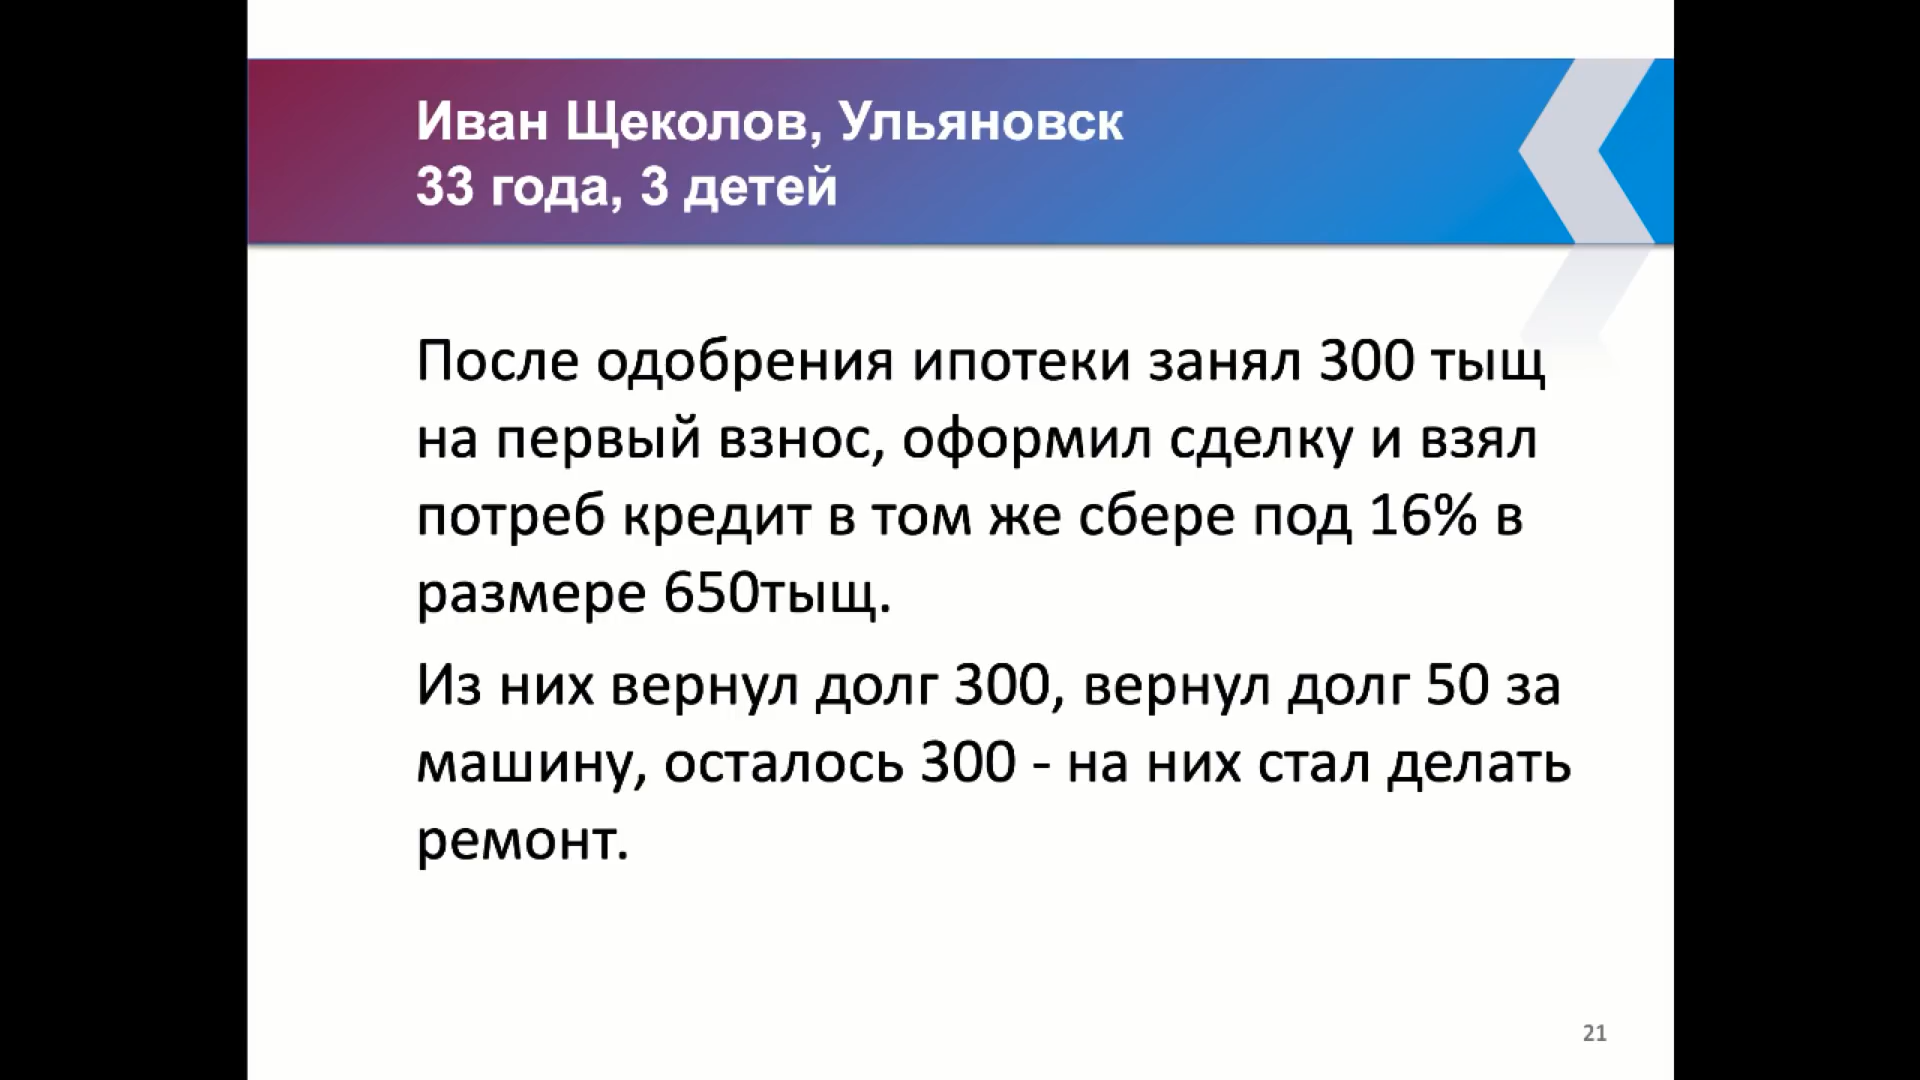 Иван Щеколов, Ульяновск
33 года, 3 детей
После одобрения ипотеки занял 300 тыщ
на первый взнос, оформил сделку и взял
потреб кредит в том же сбере под 16% в
размере 650тыщ.
Из них вернул долг 300, вернул долг 50 за
машину, осталось 300 - на них стал делать
ремонт.
21